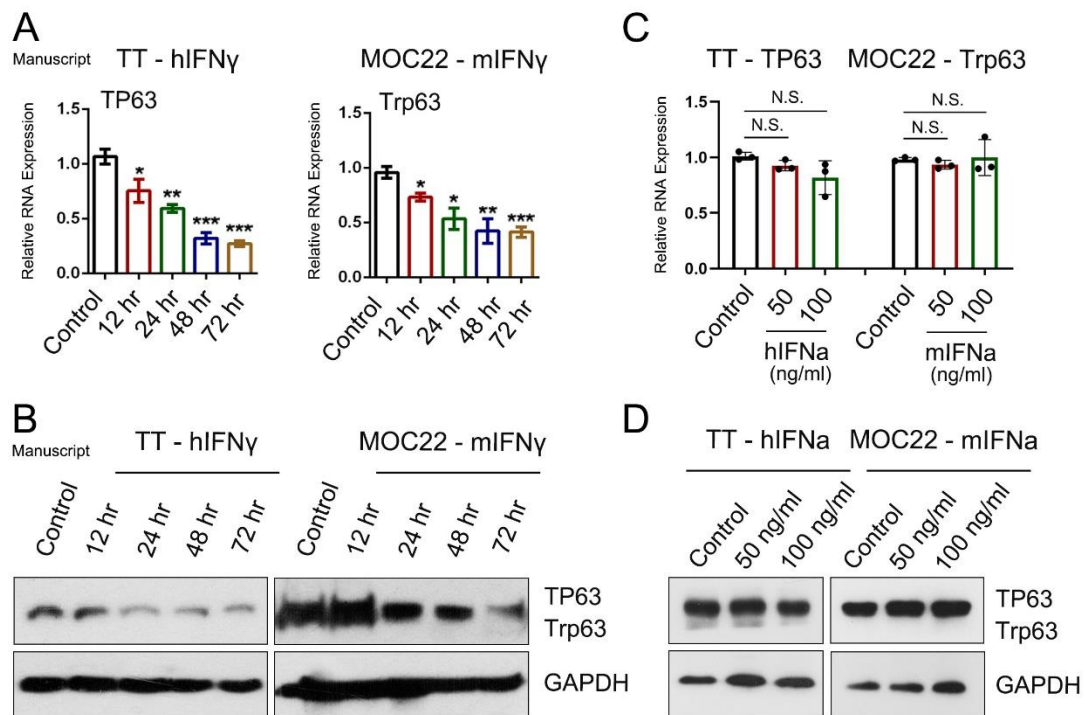 A
Manuscript
TT - hIFNγ
MOC22 - mIFNγ
TP63
Relative RNA Expression
1.5
1.0
0.5
0.0
*
**
***
***
Control
12 hr
24 hr
48 hr
72 hr
Trp63
Relative RNA Expression
1.5
1.0
0.5
0.0
*
*
**
***
Control
12 hr
24 hr
48 hr
72 hr
C
TT - TP63
MOC22 - Trp63
Relative RNA Expression
1.5
1.0
0.5
0.0
N.S.
N.S.
N.S.
N.S.
Control
50
100
hIFNa
(ng/ml)
Control
50
100
mIFNa
(ng/ml)
B
Manuscript
TT - hIFNγ
MOC22 - mIFNγ
Control
12 hr
24 hr
48 hr
72 hr
Control
12 hr
24 hr
48 hr
72 hr
TP63
Trp63
GAPDH
D
TT - hIFNa
MOC22 - mIFNa
Control
50 ng/ml
100 ng/ml
Control
50 ng/ml
100 ng/ml
TP63
Trp63
GAPDH